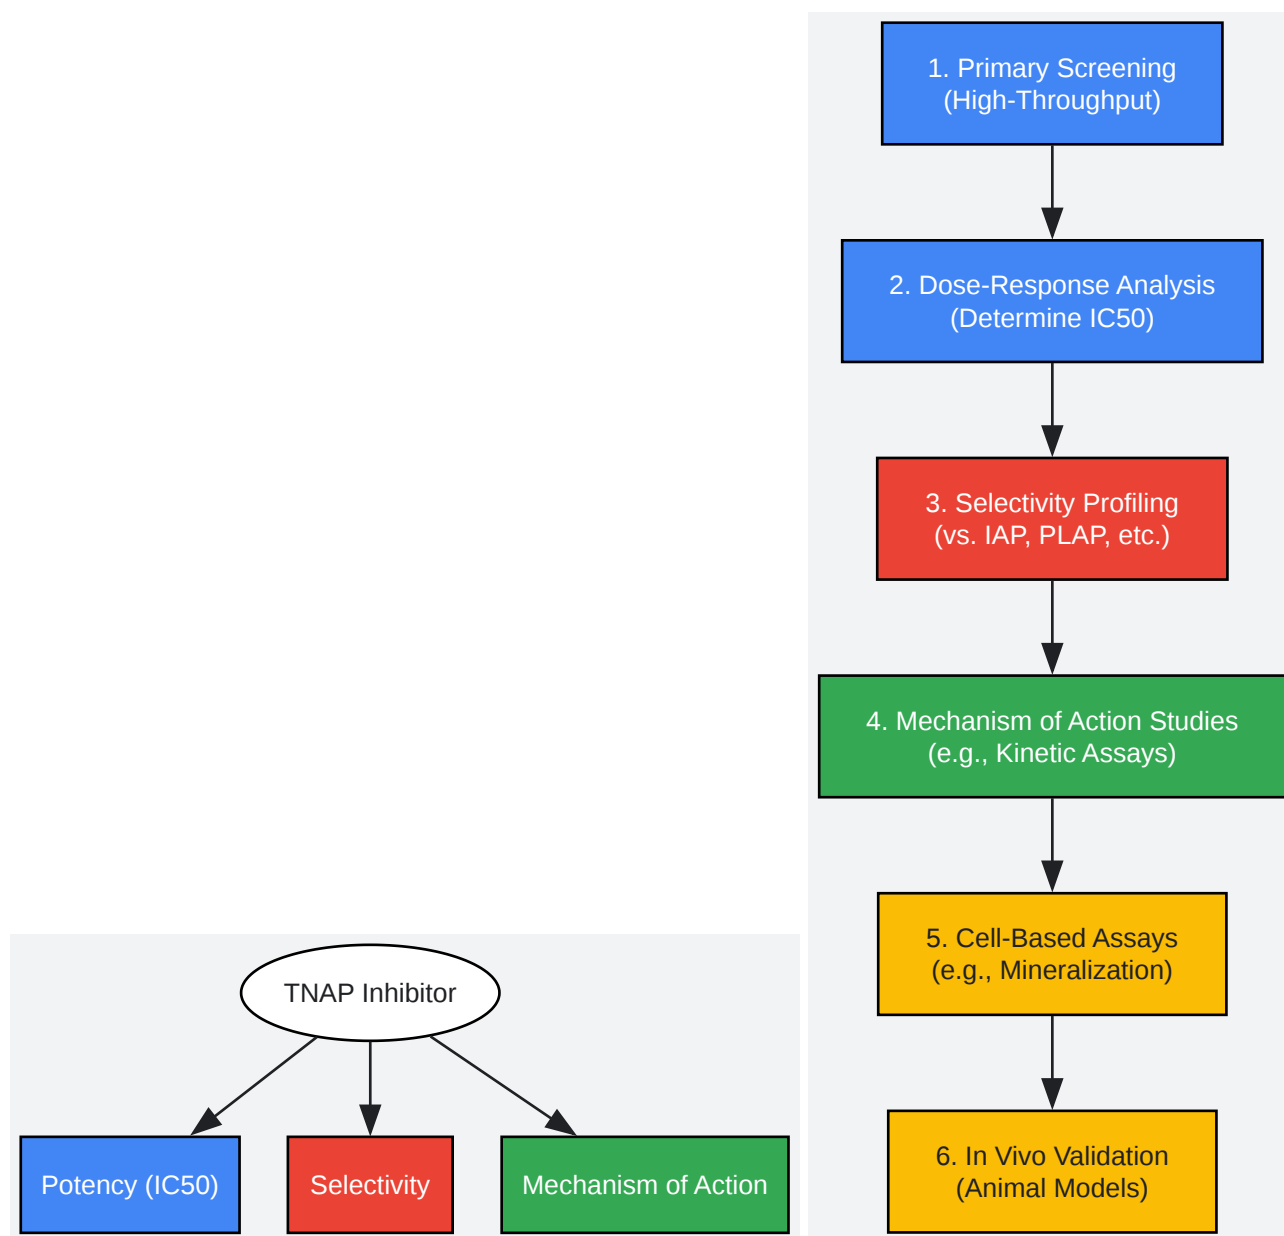 1. Primary Screening
(High-Throughput)
2. Dose-Response Analysis
(Determine IC50)
3. Selectivity Profiling
(vs. IAP, PLAP, etc.)
4. Mechanism of Action Studies
(e.g., Kinetic Assays)
5. Cell-Based Assays
(e.g., Mineralization)
6. In Vivo Validation
(Animal Models)
TNAP Inhibitor
Potency (IC50)
Selectivity
Mechanism of Action